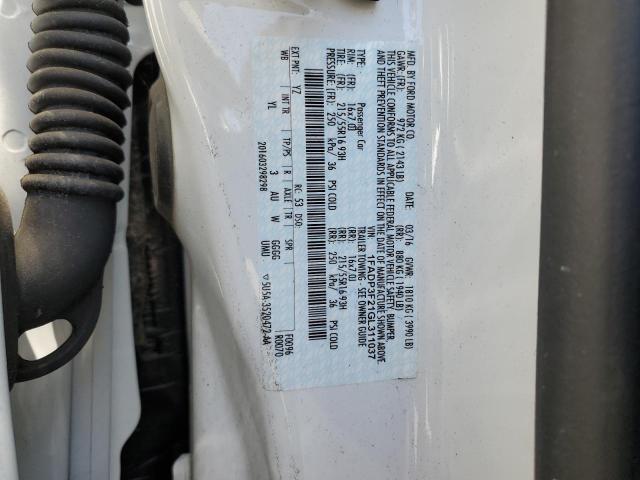 MFD. BY FORD MOTOR CO.
DATE: 03/16 GVWR: 1810 KG ( 3990 LB)
GAWR: (FR): 972 KG ( 2143 LB) (RR): 880 KG ( 1940 LB)
THIS VEHICLE CONFORMS TO ALL APPLICABLE FEDERAL MOTOR VEHICLE SAFETY, BUMPER,
AND THEFT PREVENTION STANDARDS IN EFFECT ON THE DATE OF MANUFACTURE SHOWN ABOVE.
VIN: 1FADP3F21GL311037
TYPE: Passenger Car TRAILER TOWING - SEE OWNER GUIDE
RIM: (FR): 16x7.0J (RR): 16x7.0J
TIRE: (FR): 215/55R16 93H (RR): 215/55R16 93H
PRESSURE: (FR): 250 kPa/ 36 PSI COLD (RR): 250 kPa/ 36 PSI COLD
EXT PNT: YZ RC: 53 DSO: F0096
R0070
WB INT TR TP/PS R AXLE TR SPR
YL 3 AU W GGGG UMU
201603298298 5U5A-3520472-AA